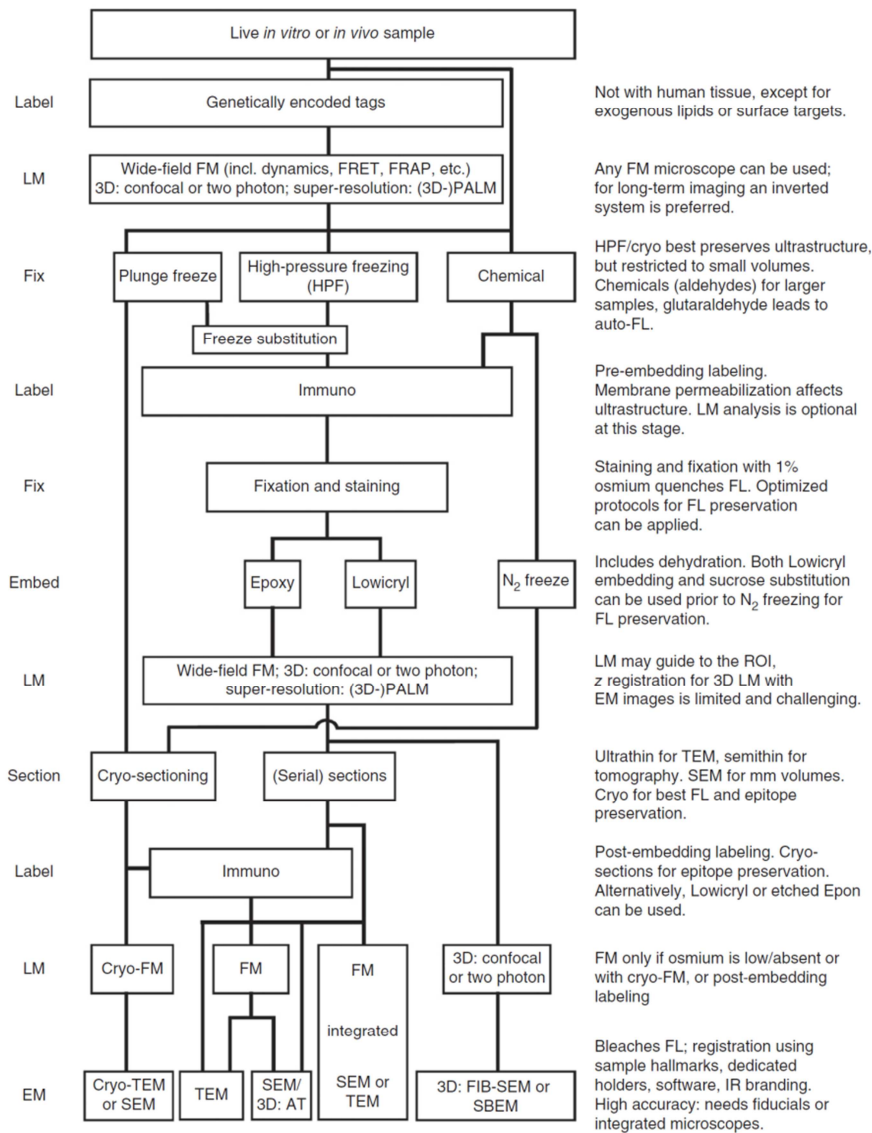 Live in vitro or in vivo sample
Label
Genetically encoded tags
Not with human tissue, except for
exogenous lipids or surface targets.
LM
Wide-field FM (incl. dynamics, FRET, FRAP, etc.)
3D: confocal or two photon; super-resolution: (3D-)PALM
Any FM microscope can be used;
for long-term imaging an inverted
system is preferred.
Fix
Plunge freeze
High-pressure freezing
(HPF)
Chemical
HPF/cryo best preserves ultrastructure,
but restricted to small volumes.
Chemicals (aldehydes) for larger
samples, glutaraldehyde leads to
auto-FL.
Freeze substitution
Label
Immuno
Pre-embedding labeling.
Membrane permeabilization affects
ultrastructure. LM analysis is optional
at this stage.
Fix
Fixation and staining
Staining and fixation with 1%
osmium quenches FL. Optimized
protocols for FL preservation
can be applied.
Embed
Epoxy
Lowicryl
N2 freeze
Includes dehydration. Both Lowicryl
embedding and sucrose substitution
can be used prior to N2 freezing for
FL preservation.
LM
Wide-field FM; 3D: confocal or two photon;
super-resolution: (3D-)PALM
LM may guide to the ROI,
z registration for 3D LM with
EM images is limited and challenging.
Section
Cryo-sectioning
(Serial) sections
Ultrathin for TEM, semithin for
tomography. SEM for mm volumes.
Cryo for best FL and epitope
preservation.
Label
Immuno
Post-embedding labeling. Cryo-
sections for epitope preservation.
Alternatively, Lowicryl or etched Epon
can be used.
LM
Cryo-FM
FM
FM
3D: confocal
or two photon
FM only if osmium is low/absent or
with cryo-FM, or post-embedding
labeling
integrated
EM
Cryo-TEM
or SEM
TEM
SEM/
3D: AT
SEM or
TEM
3D: FIB-SEM or
SBEM
Bleaches FL; registration using
sample hallmarks, dedicated
holders, software, IR branding.
High accuracy: needs fiducials or
integrated microscopes.